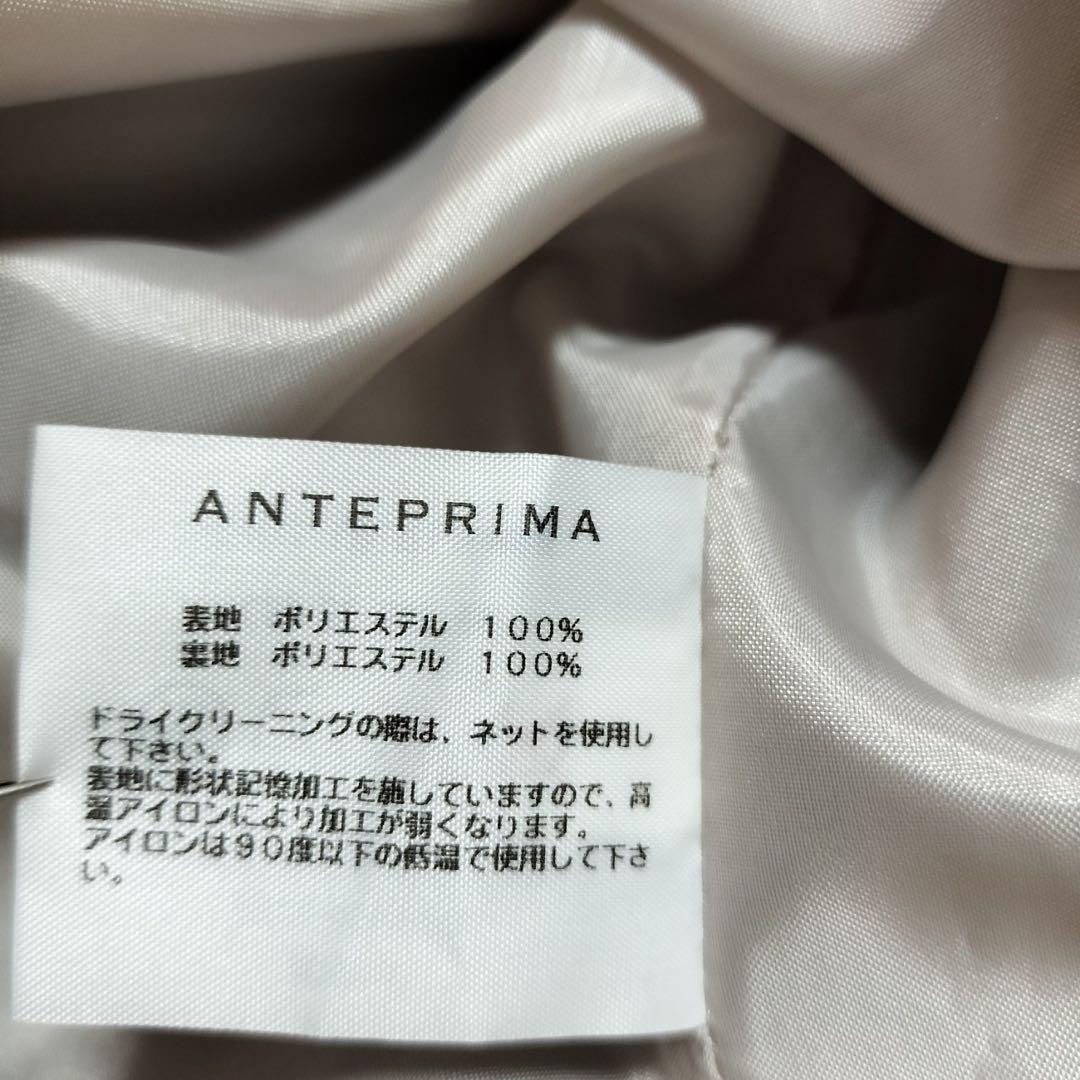 ANTEPRIMA
表地 ポリエステル 100%
裏地 ポリエステル 100%
ドライクリーニングの際は、ネットを使用し
て下さい。
表地に形状記憶加工を施していますので、高
温アイロンにより加工が弱くなります。
アイロンは90度以下の低温で使用して下さ
い。